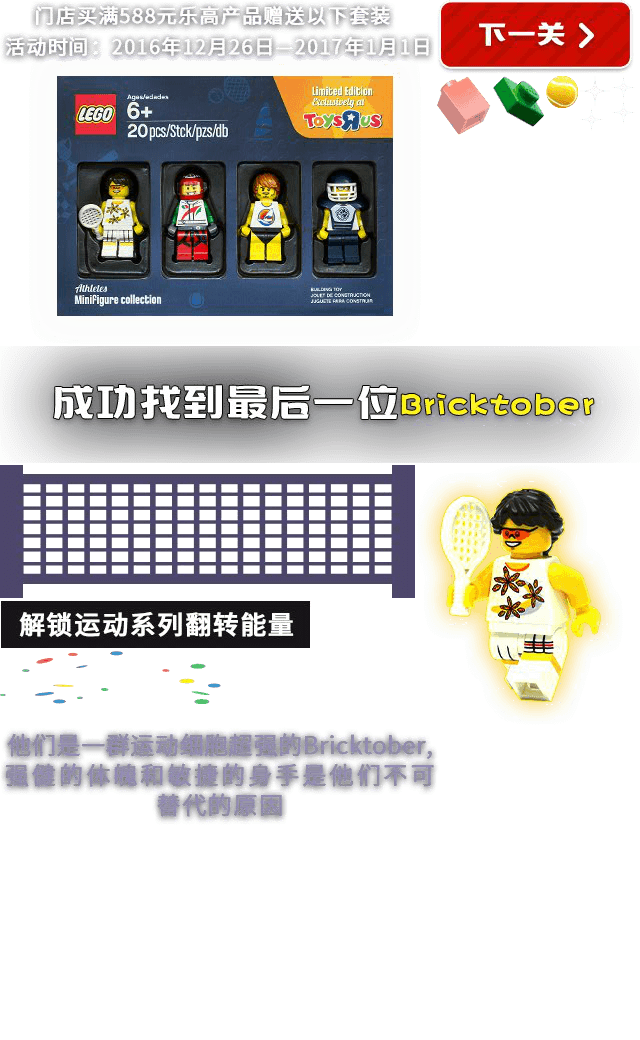 门店买满588元乐高产品赠送以下套装
活动时间：2016年12月26日—2017年1月1日
下一关
LEGO
Ages/edades
6+
20pcs/Stck/pzs/db
Limited Edition
Exclusively at
ToysRUs
Athletes
Minifigure collection
BUILDING TOY
JOUET DE CONSTRUCTION
JUGUETE PARA CONSTRUIR
成功找到最后一位Bricktober
解锁运动系列翻转能量
他们是一群运动细胞超强的Bricktober,
强健的体魄和敏捷的身手是他们不可
替代的原因